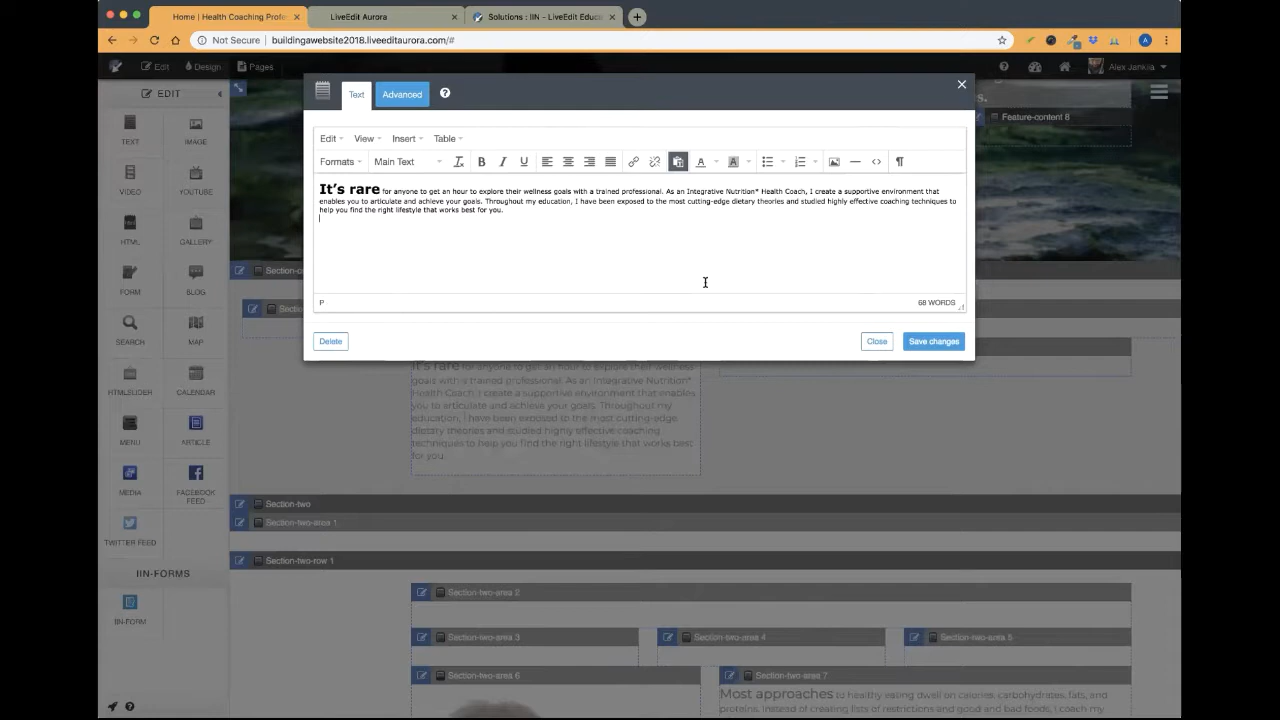 Home | Health Coaching Profe
LiveEdit Aurora
Solutions : IIN - LiveEdit Educa
Not Secure | buildingawebsite2018.liveeditaurora.com/#
A
Edit
Design
Pages
Alex Jankila
EDIT
TEXT
IMAGE
VIDEO
YOUTUBE
HTML
GALLERY
FORM
BLOG
SEARCH
MAP
HTMLSLIDER
CALENDAR
MENU
ARTICLE
MEDIA
FACEBOOK
FEED
TWITTER FEED
IIN-FORMS
IIN-FORM
s.
Feature-content 8
Text
Advanced
Edit
View
Insert
Table
Formats
Main Text
B
I
U
A
A
It's rare for anyone to get an hour to explore their wellness goals with a trained professional. As an Integrative Nutrition* Health Coach, I create a supportive environment that
enables you to articulate and achieve your goals. Throughout my education, I have been exposed to the most cutting-edge dietary theories and studied highly effective coaching techniques to
help you find the right lifestyle that works best for you.
P
68 WORDS
Delete
Close
Save changes
It's rare for anyone to get an hour to explore their wellness
goals with a trained professional. As an Integrative Nutrition*
Health Coach, I create a supportive environment that enables
you to articulate and achieve your goals. Throughout my
education, I have been exposed to the most cutting-edge
dietary theories and studied highly effective coaching
techniques to help you find the right lifestyle that works best
for you.
Section-two
Section-two-area 1
Section-two-row 1
Section-two-area 2
Section-two-area 3
Section-two-area 4
Section-two-area 5
Section-two-area 6
Section-two-area 7
Most approaches to healthy eating dwell on calories, carbohydrates, fats, and
proteins. Instead of creating lists of restrictions and good and bad foods, I coach my